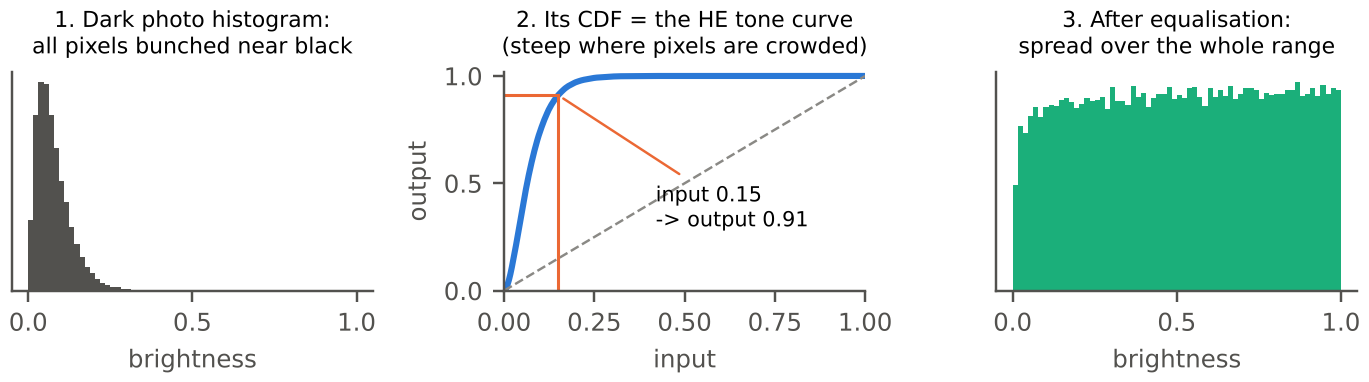 1. Dark photo histogram:
all pixels bunched near black
0.0 0.5 1.0
brightness
2. Its CDF = the HE tone curve
(steep where pixels are crowded)
output
1.0
0.5
0.0
input 0.15
-> output 0.91
0.00 0.25 0.50 0.75 1.00
input
3. After equalisation:
spread over the whole range
0.0 0.5 1.0
brightness